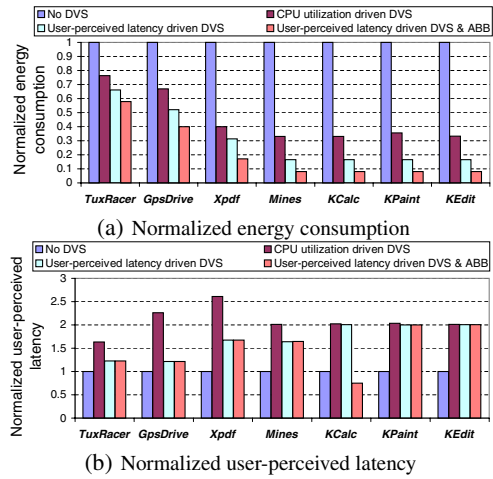 No DVS CPU utilization driven DVS
User-perceived latency driven DVS User-perceived latency driven DVS & ABB
Normalized energy
consumption
1
0.9
0.8
0.7
0.6
0.5
0.4
0.3
0.2
0.1
0
TuxRacer GpsDrive Xpdf Mines KCalc KPaint KEdit
(a) Normalized energy consumption
No DVS CPU utilization driven DVS
User-perceived latency driven DVS User-perceived latency driven DVS & ABB
Normalized user-perceived
latency
3
2.5
2
1.5
1
0.5
0
TuxRacer GpsDrive Xpdf Mines KCalc KPaint KEdit
(b) Normalized user-perceived latency